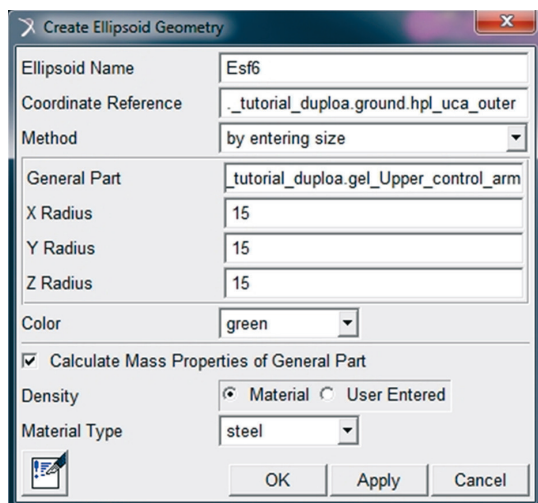 Create Ellipsoid Geometry
Ellipsoid Name Esf6
Coordinate Reference ._tutorial_duploa.ground.hpl_uca_outer
Method by entering size
General Part _tutorial_duploa.gel_Upper_control_arm
X Radius 15
Y Radius 15
Z Radius 15
Color green
Calculate Mass Properties of General Part
Density Material User Entered
Material Type steel
OK Apply Cancel